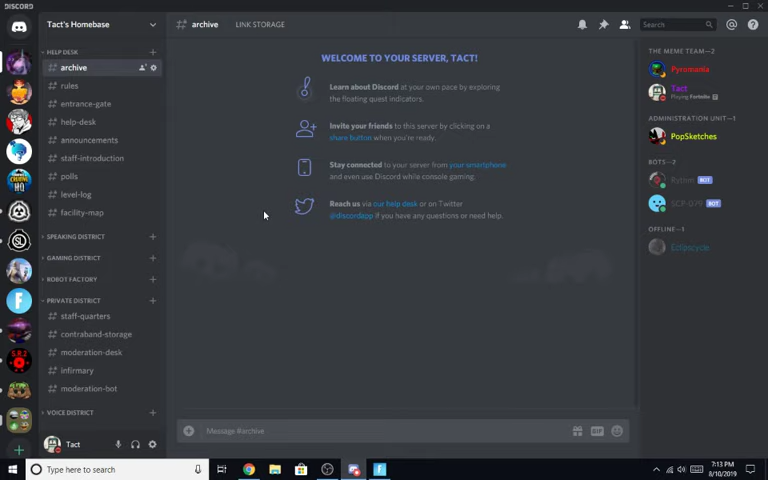 DISCORD
Tact's Homebase
# archive LINK STORAGE
Search
HELP DESK
# archive
# rules
# entrance-gate
# help-desk
# announcements
# staff-introduction
# polls
# level-log
# facility-map
SPEAKING DISTRICT
GAMING DISTRICT
ROBOT FACTORY
PRIVATE DISTRICT
# staff-quarters
# contraband-storage
# moderation-desk
# infirmary
# moderation-bot
VOICE DISTRICT
Tact
WELCOME TO YOUR SERVER, TACT!
Learn about Discord at your own pace by exploring
the floating quest indicators.
Invite your friends to this server by clicking on a
share button when you're ready.
Stay connected to your server from your smartphone
and even use Discord while console gaming.
Reach us via our help desk or on Twitter
@discordapp if you have any questions or need help.
Message #archive
GIF
THE MEME TEAM—2
Pyromania
Tact
Playing Fortnite
ADMINISTRATION UNIT—1
PopSketches
BOTS—2
Rythm BOT
SCP-079 BOT
OFFLINE—1
Eclipscycle
Type here to search
7:13 PM
8/10/2019